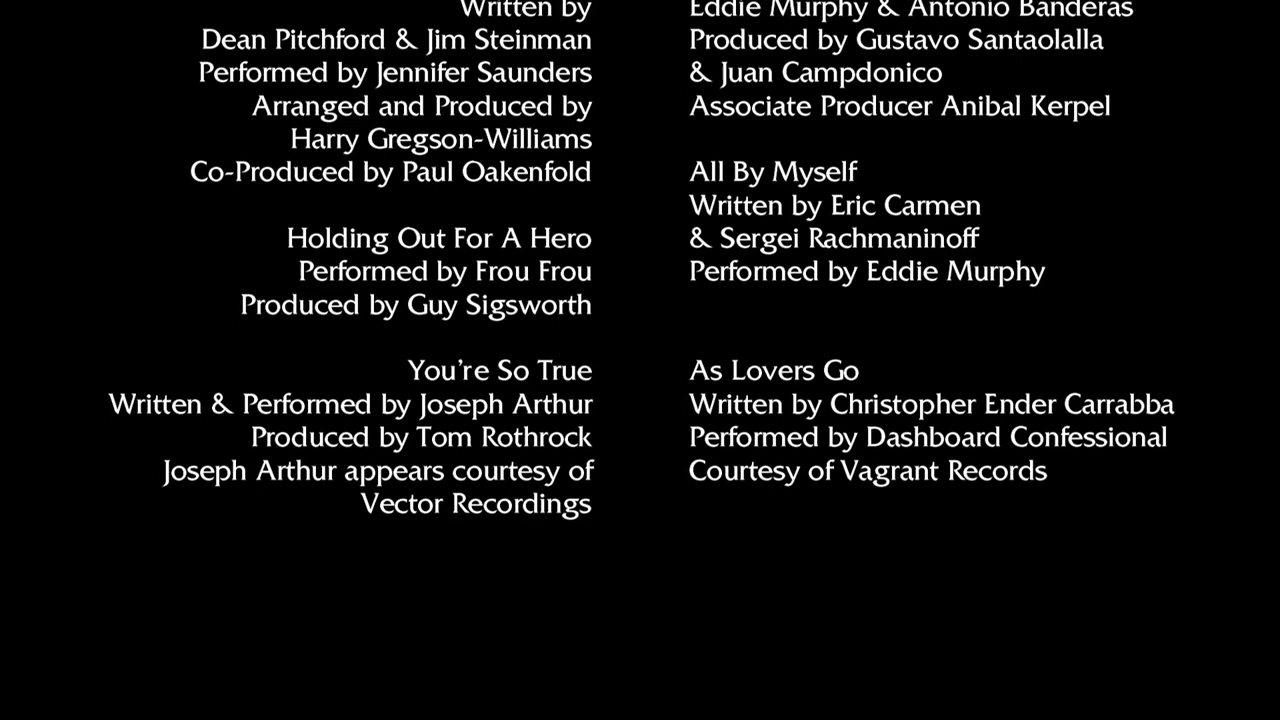 Written by
Dean Pitchford & Jim Steinman
Performed by Jennifer Saunders
Arranged and Produced by
Harry Gregson-Williams
Co-Produced by Paul Oakenfold
Holding Out For A Hero
Performed by Frou Frou
Produced by Guy Sigsworth
You're So True
Written & Performed by Joseph Arthur
Produced by Tom Rothrock
Joseph Arthur appears courtesy of
Vector Recordings
Eddie Murphy & Antonio Banderas
Produced by Gustavo Santaolalla
& Juan Campdonico
Associate Producer Anibal Kerpel
All By Myself
Written by Eric Carmen
& Sergei Rachmaninoff
Performed by Eddie Murphy
As Lovers Go
Written by Christopher Ender Carrabba
Performed by Dashboard Confessional
Courtesy of Vagrant Records